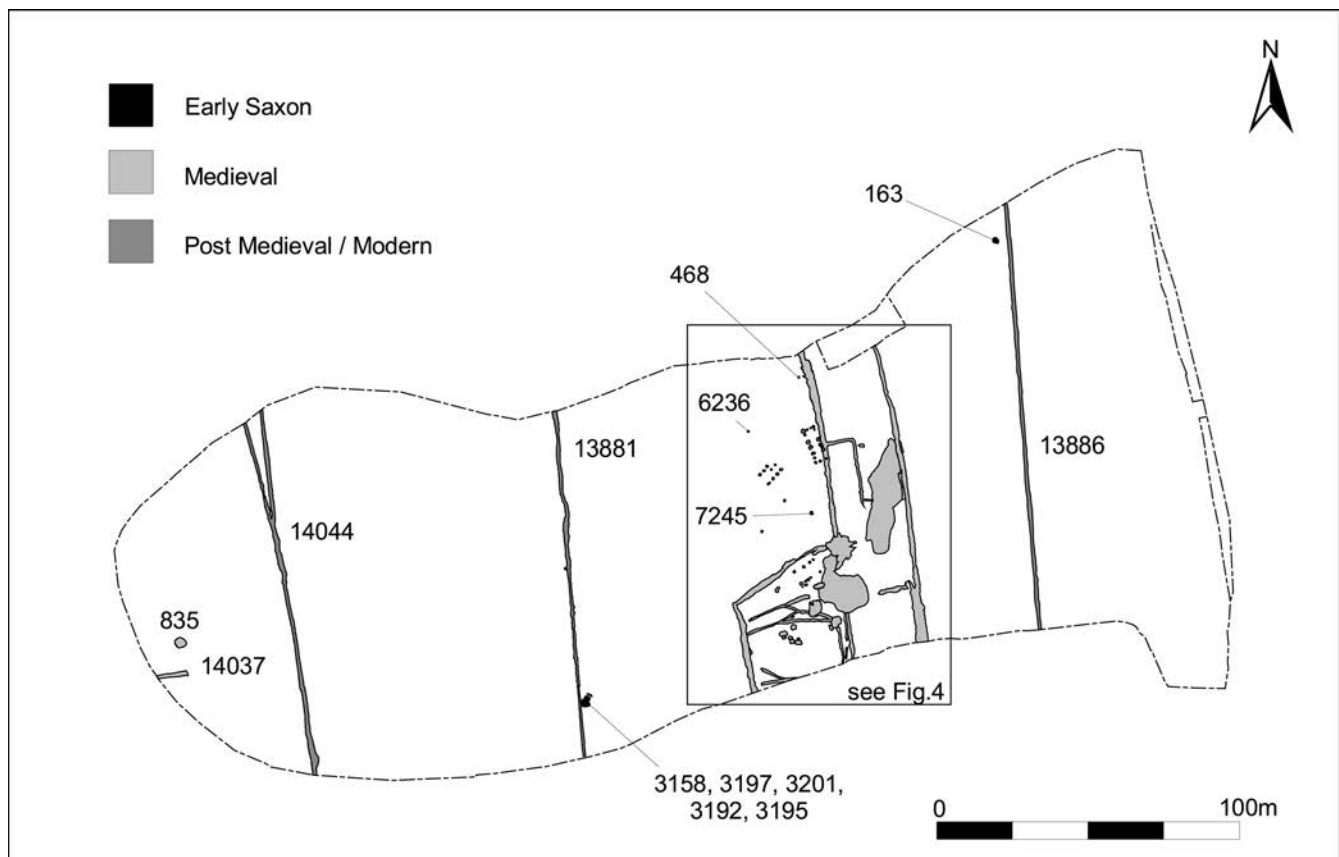 N
Early Saxon
Medieval
Post Medieval / Modern
163
468
6236
13881
13886
7245
14044
835
14037
see Fig.4
3158, 3197, 3201,
3192, 3195
0 100m